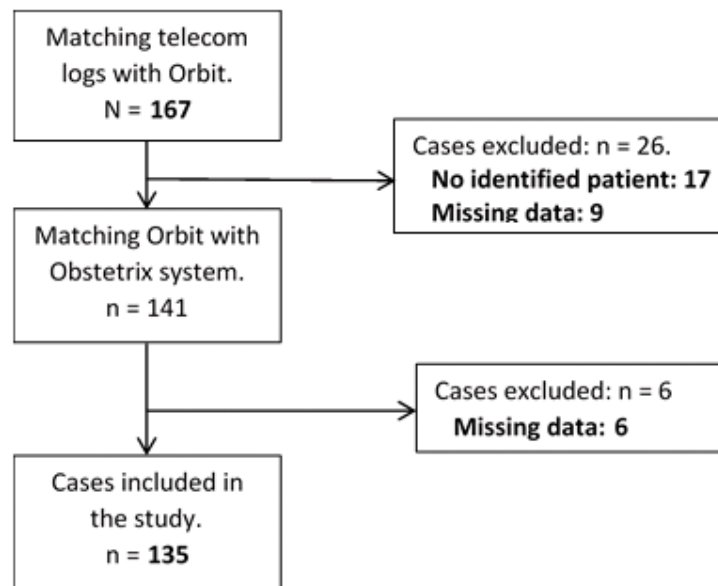 Matching telecom
logs with Orbit.
N = 167
Cases excluded: n = 26.
No identified patient: 17
Missing data: 9
Matching Orbit with
Obstetrix system.
n = 141
Cases excluded: n = 6
Missing data: 6
Cases included in
the study.
n = 135